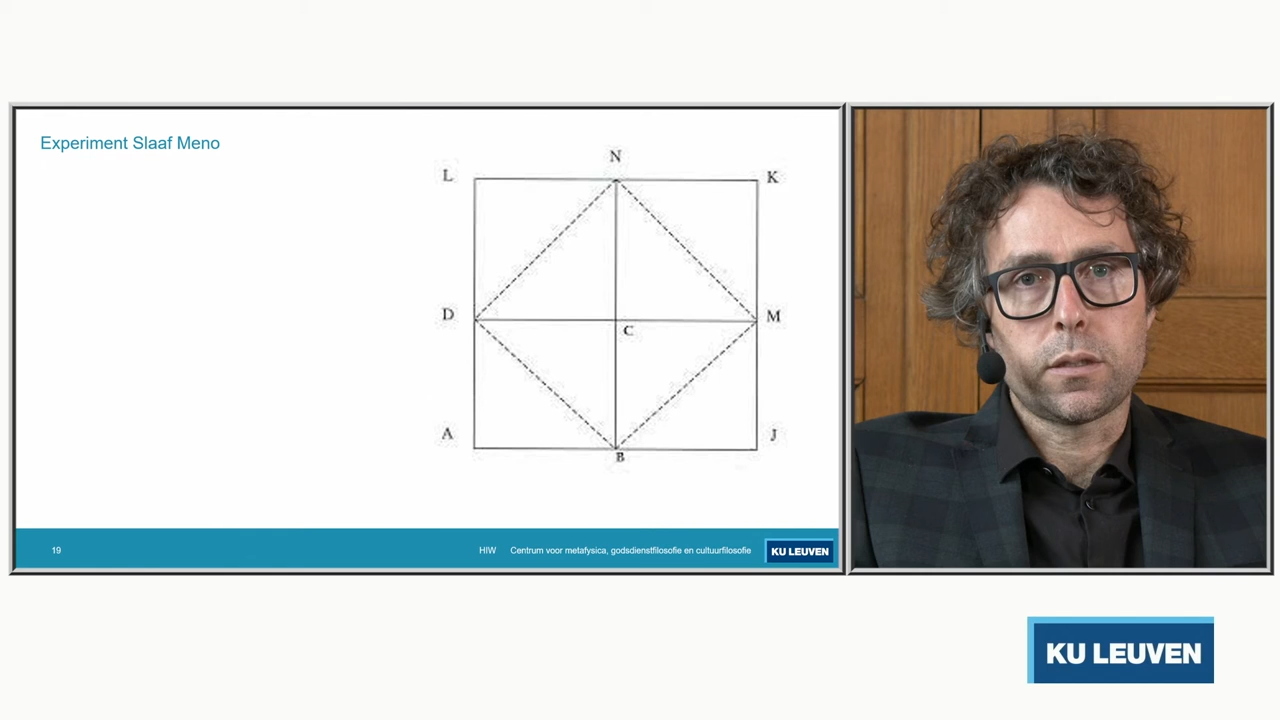 Experiment Slaaf Meno
N
L
K
D
C
M
A
B
J
19
HIW Centrum voor metafysica, godsdienstfilosofie en cultuurfilosofie
KU LEUVEN
KU LEUVEN